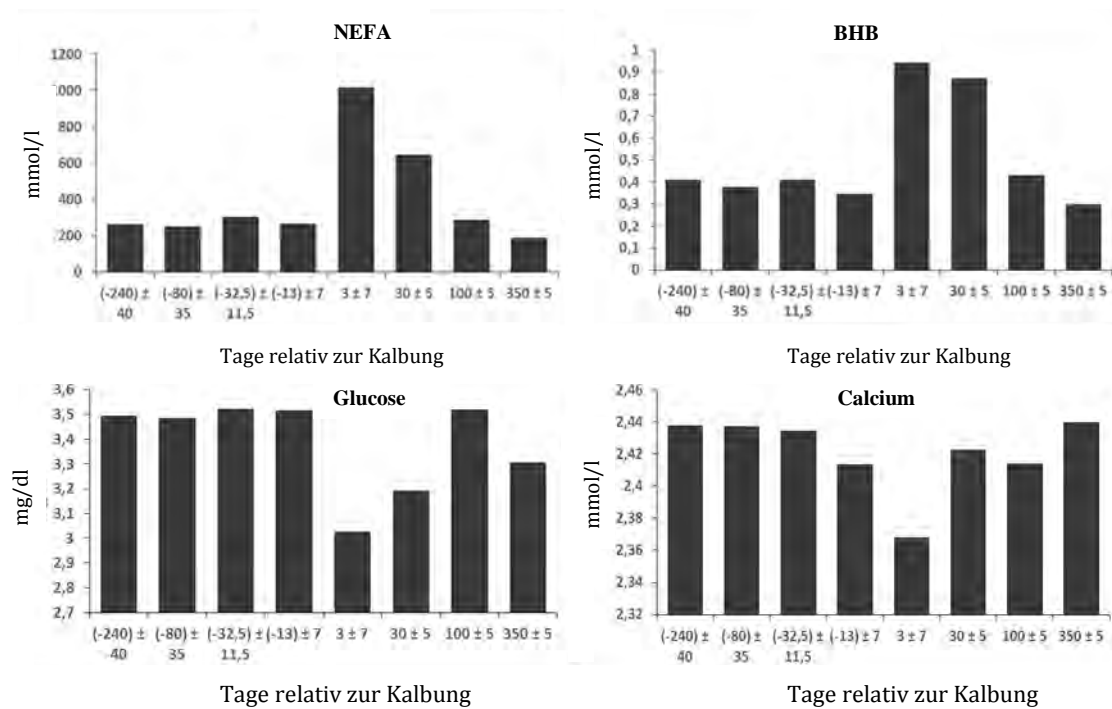 NEFA
1200
1000
800
600
400
200
0
mmol/l
(-240) ± (-80) ± (-32,5) ± (-13) ± 7 3 ± 7 30 ± 5 100 ± 5 350 ± 5
40 35 11,5
Tage relativ zur Kalbung
BHB
1
0,9
0,8
0,7
0,6
0,5
0,4
0,3
0,2
0,1
0
mmol/l
(-240) ± (-80) ± (-32,5) ± (-13) ± 7 3 ± 7 30 ± 5 100 ± 5 350 ± 5
40 35 11,5
Tage relativ zur Kalbung
Glucose
3,6
3,5
3,4
3,3
3,2
3,1
3
2,9
2,8
2,7
mg/dl
(-240) ± (-80) ± (-32,5) ± (-13) ± 7 3 ± 7 30 ± 5 100 ± 5 350 ± 5
40 35 11,5
Tage relativ zur Kalbung
Calcium
2,46
2,44
2,42
2,4
2,38
2,36
2,34
2,32
mmol/l
(-240) ± (-80) ± (-32,5) ± (-13) ± 7 3 ± 7 30 ± 5 100 ± 5 350 ± 5
40 35 11,5
Tage relativ zur Kalbung